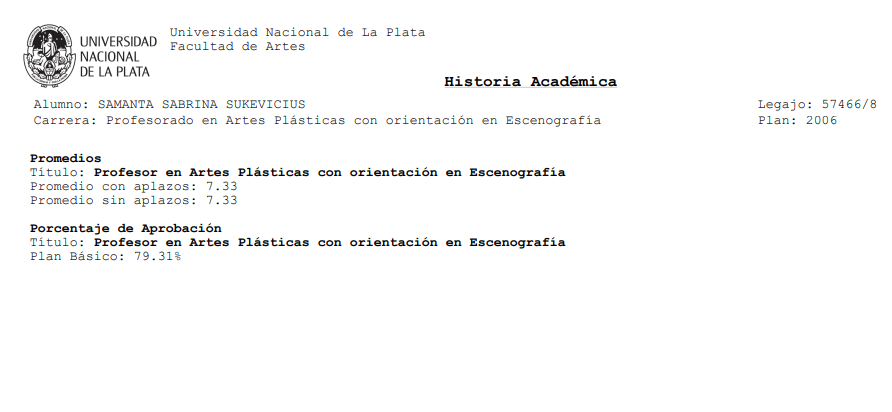 UNIVERSIDAD
NACIONAL
DE LA PLATA
Universidad Nacional de La Plata
Facultad de Artes
Historia Académica
Alumno: SAMANTA SABRINA SUKEVICIUS
Legajo: 57466/8
Carrera: Profesorado en Artes Plásticas con orientación en Escenografía
Plan: 2006
Promedios
Título: Profesor en Artes Plásticas con orientación en Escenografía
Promedio con aplazos: 7.33
Promedio sin aplazos: 7.33
Porcentaje de Aprobación
Título: Profesor en Artes Plásticas con orientación en Escenografía
Plan Básico: 79.31%